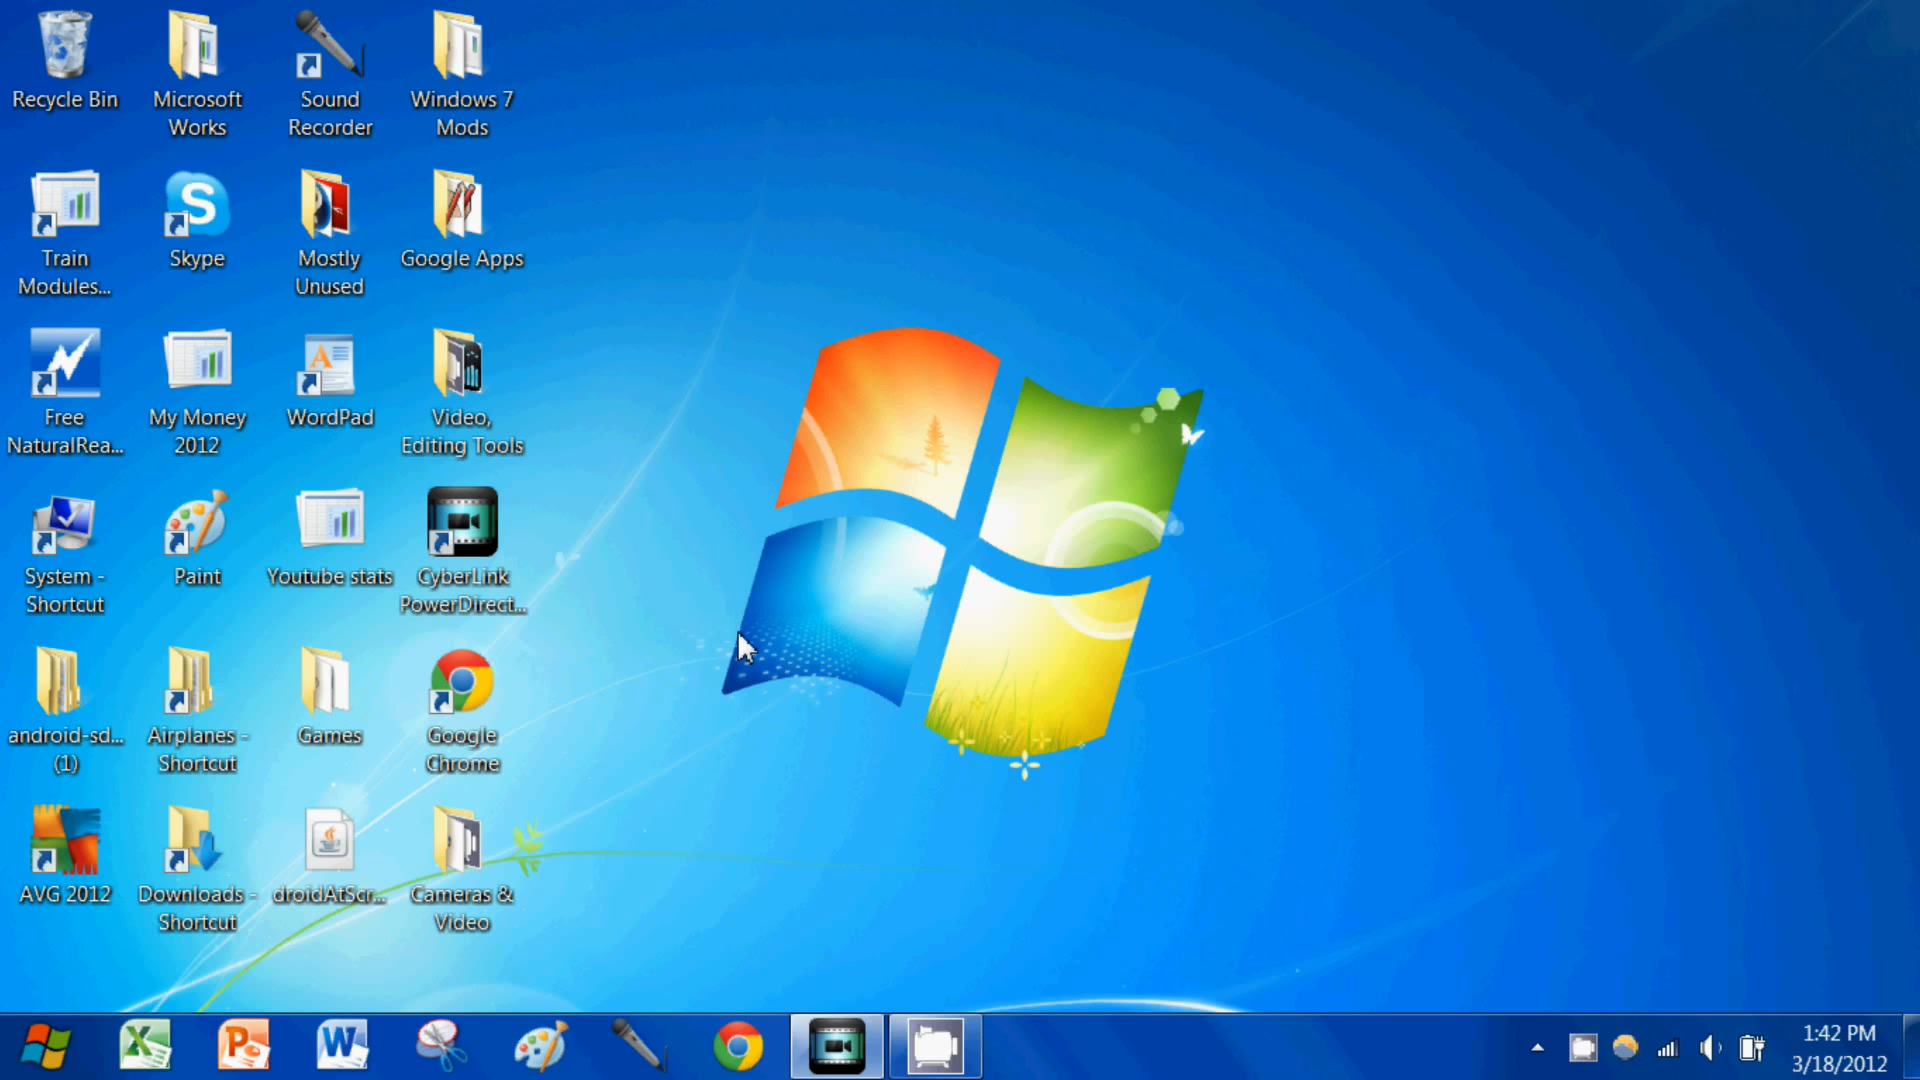 Recycle Bin
Microsoft
Works
Sound
Recorder
Windows 7
Mods
Train
Modules...
Skype
Mostly
Unused
Google Apps
Free
NaturalRea...
My Money
2012
WordPad
Video,
Editing Tools
System -
Shortcut
Paint
Youtube stats
CyberLink
PowerDirect...
android-sd...
(1)
Airplanes -
Shortcut
Games
Google
Chrome
AVG 2012
Downloads -
Shortcut
droidAtScr...
Cameras &
Video
1:42 PM
3/18/2012